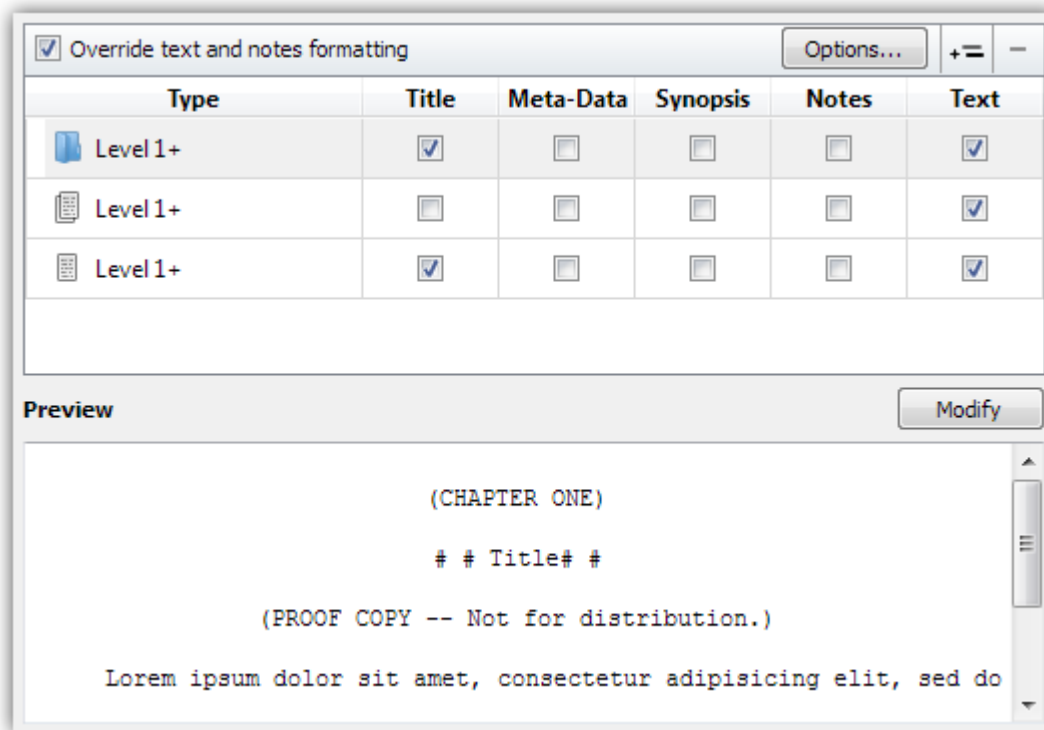 Override text and notes formatting Options... += −
Type Title Meta-Data Synopsis Notes Text
Level 1+
Level 1+
Level 1+
Preview Modify
(CHAPTER ONE)
# # Title# #
(PROOF COPY -- Not for distribution.)
Lorem ipsum dolor sit amet, consectetur adipisicing elit, sed do